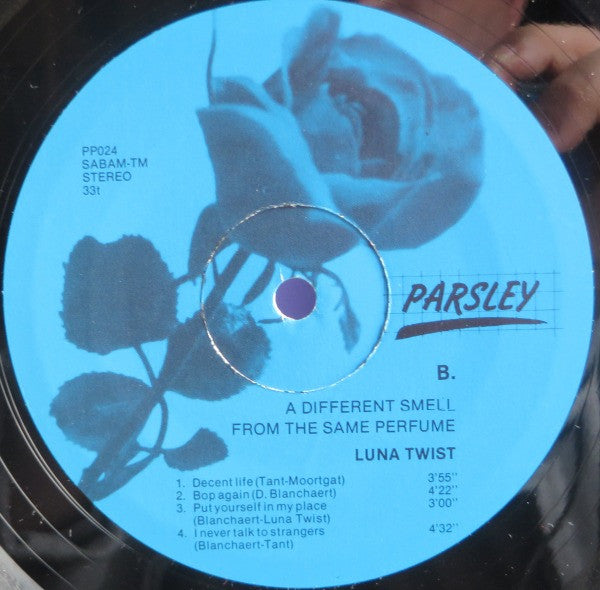 PP024
SABAM-TM
STEREO
33t
PARSLEY
B.
A DIFFERENT SMELL
FROM THE SAME PERFUME
LUNA TWIST
1. Decent life (Tant-Moortgat) 3'55"
2. Bop again (D. Blanchaert) 4'22"
3. Put yourself in my place 3'00"
(Blanchaert-Luna Twist)
4. I never talk to strangers 4'32"
(Blanchaert-Tant)